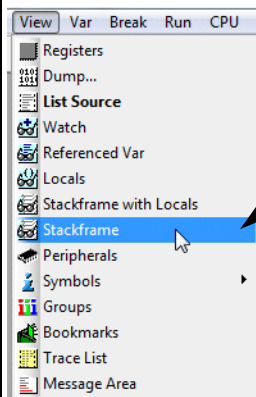 View Var Break Run CPU
Registers
Dump...
List Source
Watch
Referenced Var
Locals
Stackframe with Locals
Stackframe
Peripherals
Symbols
Groups
Bookmarks
Trace List
Message Area